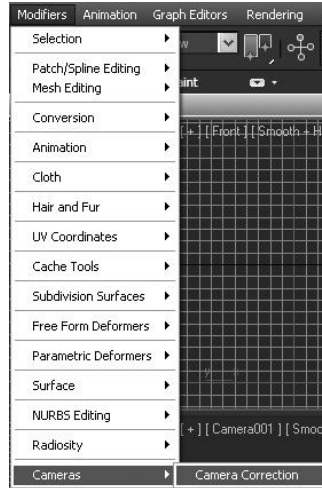 Modifiers Animation Graph Editors Rendering
Selection
Patch/Spline Editing
Mesh Editing
Conversion
Animation
Cloth
Hair and Fur
UV Coordinates
Cache Tools
Subdivision Surfaces
Free Form Deformers
Parametric Deformers
Surface
NURBS Editing
Radiosity
Cameras
Camera Correction
w
int
[ + ] [ Front ] [ Smooth + H
y
[ + ] [ Camera001 ] [ Smoo